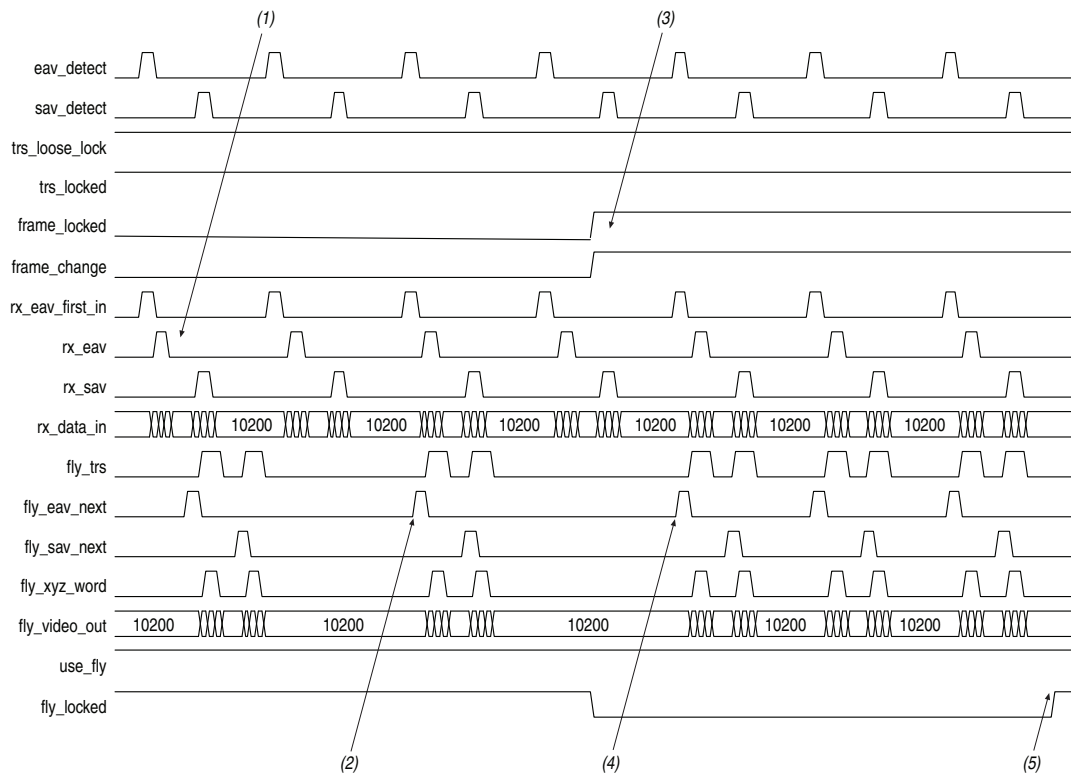 (1) (3)
eav_detect
sav_detect
trs_loose_lock
trs_locked
frame_locked
frame_change
rx_eav_first_in
rx_eav
rx_sav
rx_data_in 10200 10200 10200 10200 10200 10200
fly_trs
fly_eav_next
fly_sav_next
fly_xyz_word
fly_video_out 10200 10200 10200 10200 10200
use_fly
fly_locked
(2) (4) (5)